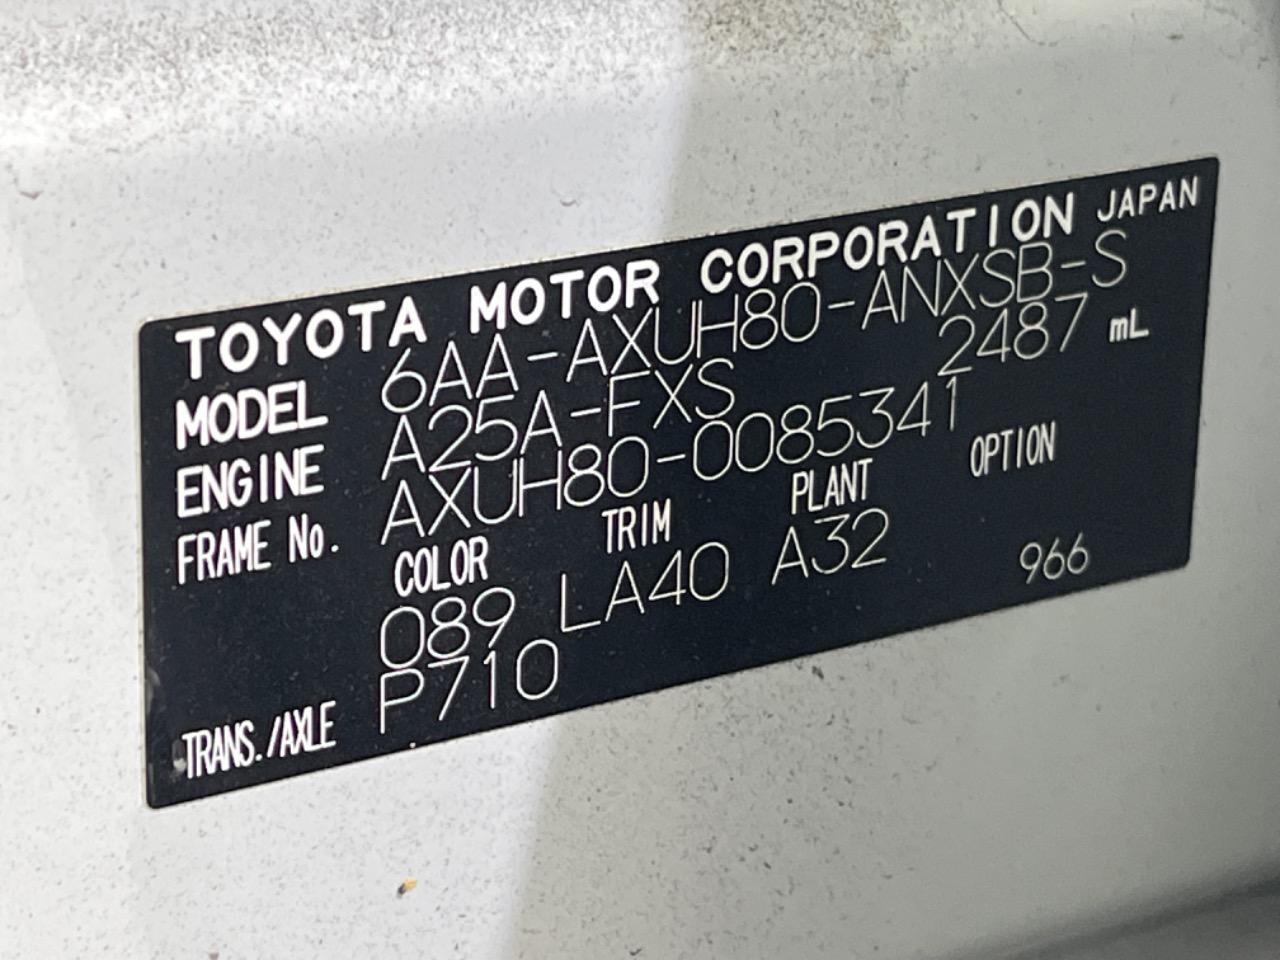 TOYOTA MOTOR CORPORATION JAPAN
MODEL 6AA-AXUH80-ANXSB-S
ENGINE A25A-FXS 2487 mL
FRAME No. AXUH80-0085341
COLOR TRIM PLANT OPTION
089 LA40 A32 966
TRANS./AXLE P710